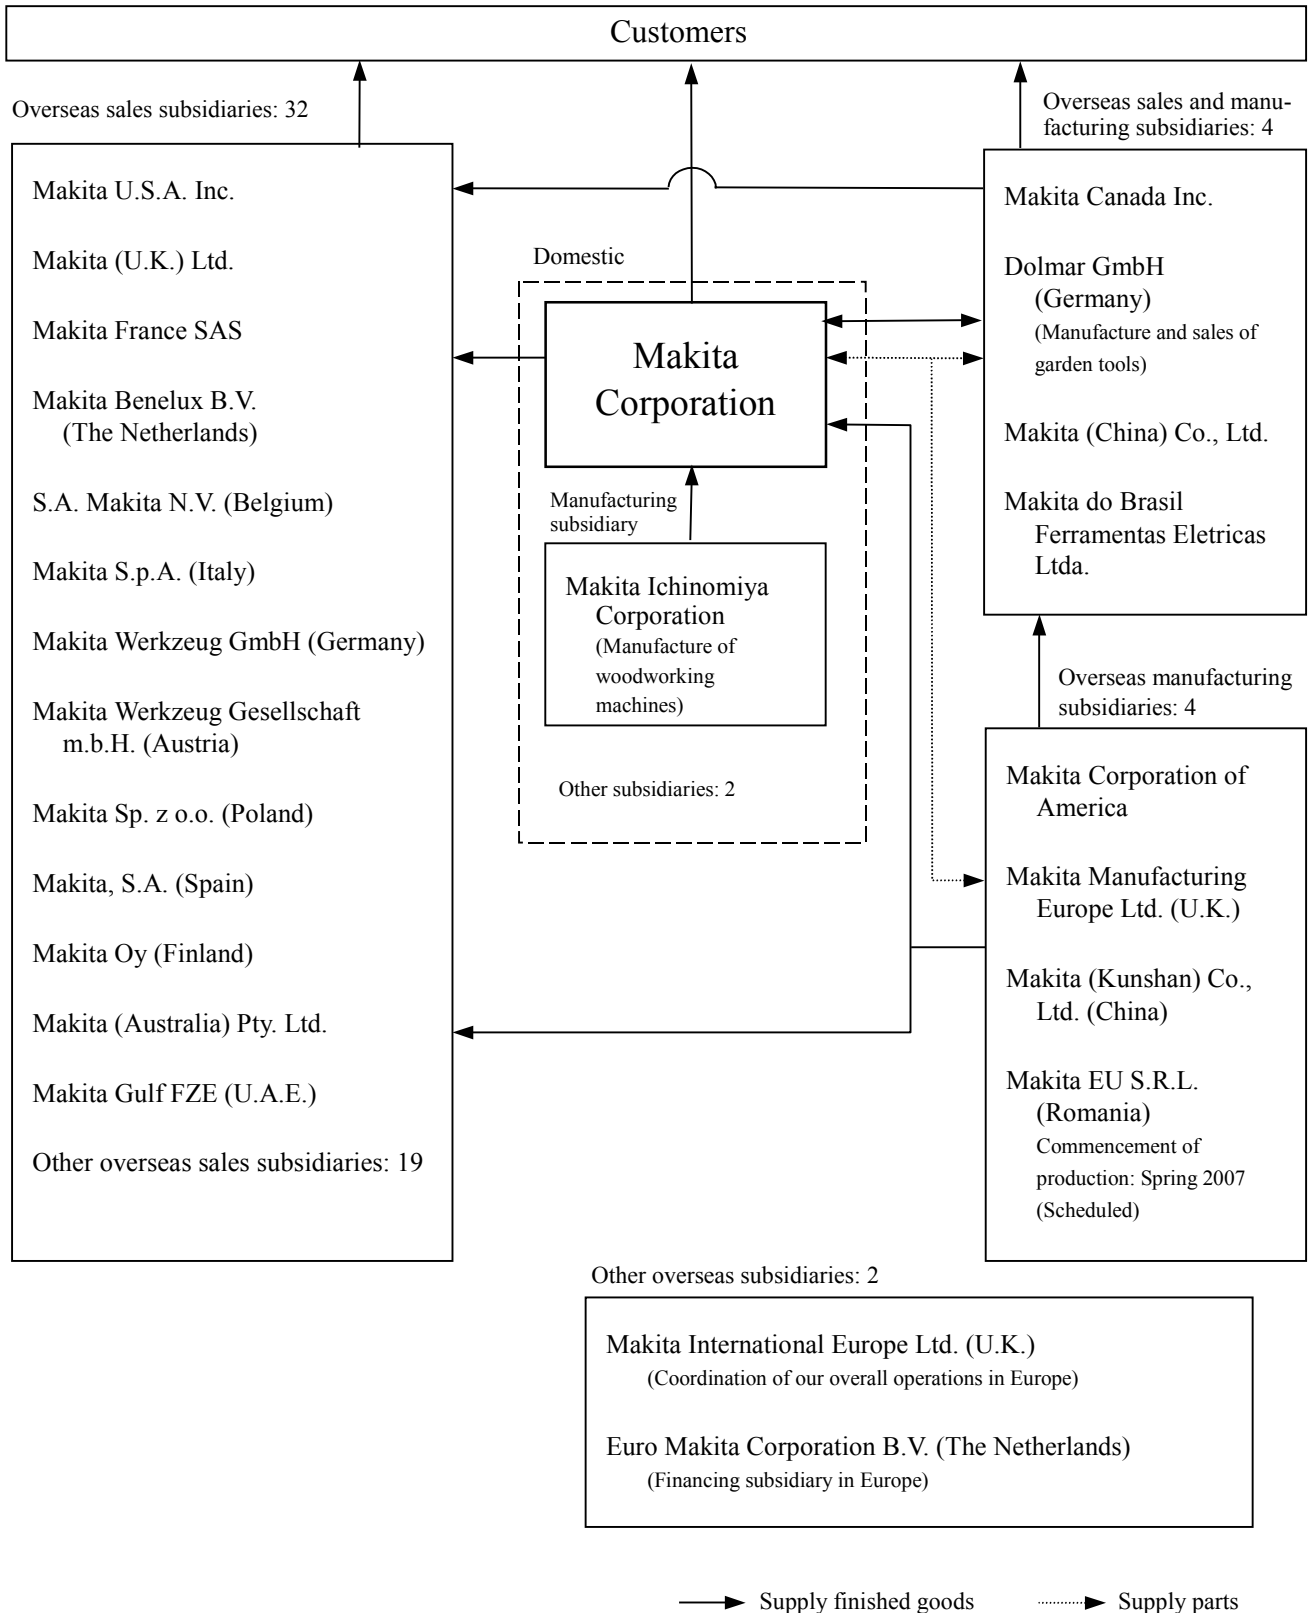 Customers
Overseas sales subsidiaries: 32
Makita U.S.A. Inc.
Makita (U.K.) Ltd.
Makita France SAS
Makita Benelux B.V.
(The Netherlands)
S.A. Makita N.V. (Belgium)
Makita S.p.A. (Italy)
Makita Werkzeug GmbH (Germany)
Makita Werkzeug Gesellschaft
m.b.H. (Austria)
Makita Sp. z o.o. (Poland)
Makita, S.A. (Spain)
Makita Oy (Finland)
Makita (Australia) Pty. Ltd.
Makita Gulf FZE (U.A.E.)
Other overseas sales subsidiaries: 19
Domestic
Makita
Corporation
Manufacturing
subsidiary
Makita Ichinomiya
Corporation
(Manufacture of
woodworking
machines)
Other subsidiaries: 2
Overseas sales and manu-
facturing subsidiaries: 4
Makita Canada Inc.
Dolmar GmbH
(Germany)
(Manufacture and sales of
garden tools)
Makita (China) Co., Ltd.
Makita do Brasil
Ferramentas Eletricas
Ltda.
Overseas manufacturing
subsidiaries: 4
Makita Corporation of
America
Makita Manufacturing
Europe Ltd. (U.K.)
Makita (Kunshan) Co.,
Ltd. (China)
Makita EU S.R.L.
(Romania)
Commencement of
production: Spring 2007
(Scheduled)
Other overseas subsidiaries: 2
Makita International Europe Ltd. (U.K.)
(Coordination of our overall operations in Europe)
Euro Makita Corporation B.V. (The Netherlands)
(Financing subsidiary in Europe)
Supply finished goods
Supply parts